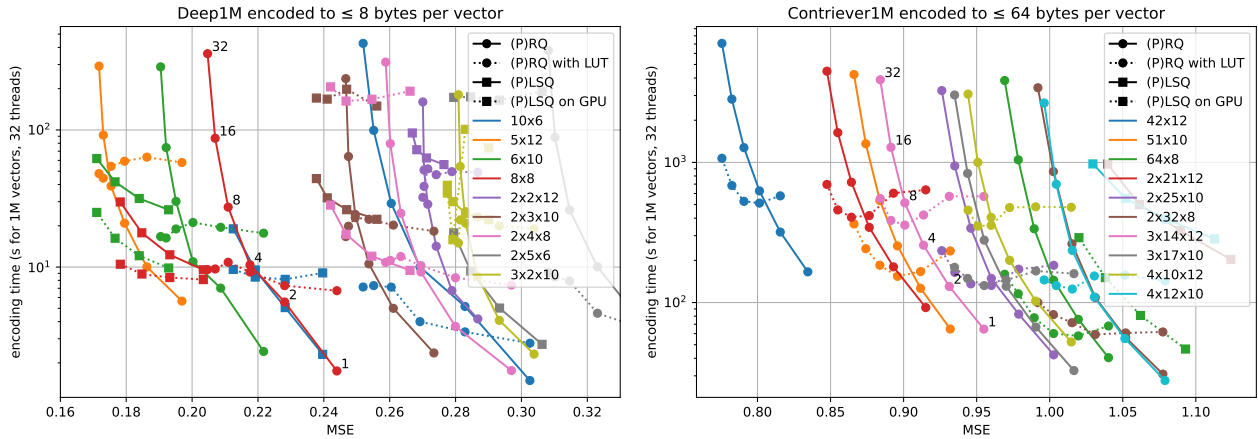 Deep1M encoded to ≤ 8 bytes per vector
encoding time (s for 1M vectors, 32 threads)
10²
10¹
32
16
8
4
2
1
(P)RQ
(P)RQ with LUT
(P)LSQ
(P)LSQ on GPU
10x6
5x12
6x10
8x8
2x2x12
2x3x10
2x4x8
2x5x6
3x2x10
0.16
0.18
0.20
0.22
0.24
0.26
0.28
0.30
0.32
MSE
Contriever1M encoded to ≤ 64 bytes per vector
encoding time (s for 1M vectors, 32 threads)
10³
10²
32
16
8
4
2
1
(P)RQ
(P)RQ with LUT
(P)LSQ
(P)LSQ on GPU
42x12
51x10
64x8
2x21x12
2x25x10
2x32x8
3x14x12
3x17x10
4x10x12
4x12x10
0.80
0.85
0.90
0.95
1.00
1.05
1.10
MSE